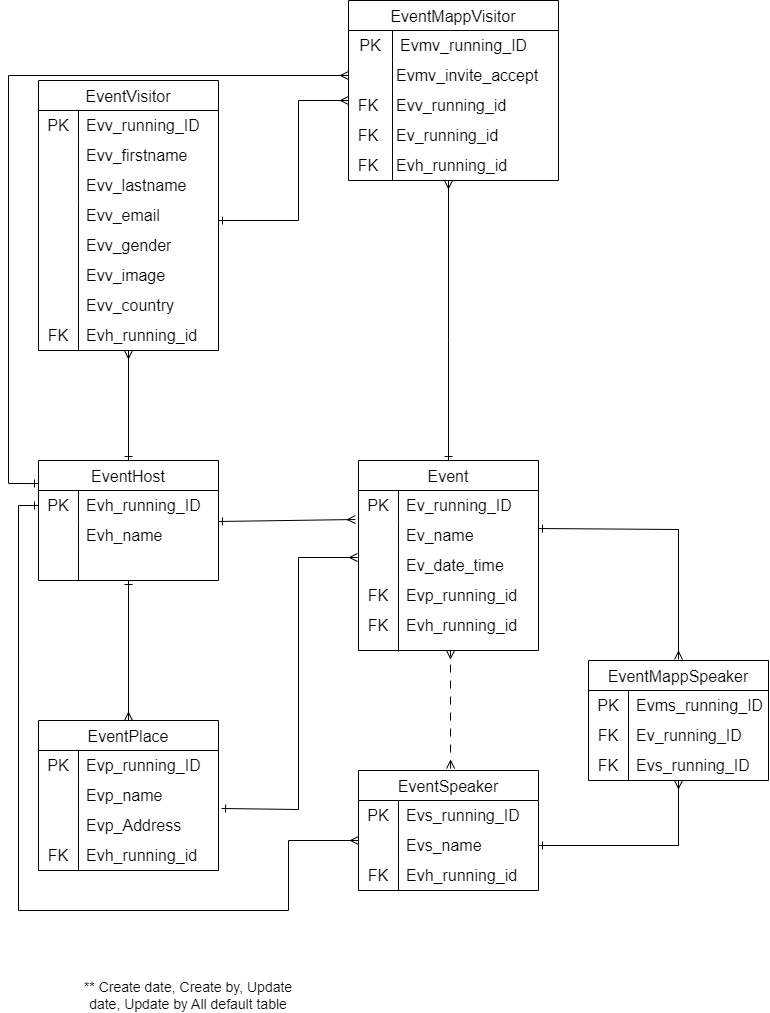 EventMappVisitor
PK Evmv_running_ID
Evmv_invite_accept
FK Evv_running_id
FK Ev_running_id
FK Evh_running_id
EventVisitor
PK Evv_running_ID
Evv_firstname
Evv_lastname
Evv_email
Evv_gender
Evv_image
Evv_country
FK Evh_running_id
EventHost
PK Evh_running_ID
Evh_name
Event
PK Ev_running_ID
Ev_name
Ev_date_time
FK Evp_running_id
FK Evh_running_id
EventMappSpeaker
PK Evms_running_ID
FK Ev_running_ID
FK Evs_running_ID
EventPlace
PK Evp_running_ID
Evp_name
Evp_Address
FK Evh_running_id
EventSpeaker
PK Evs_running_ID
Evs_name
FK Evh_running_id
** Create date, Create by, Update
date, Update by All default table